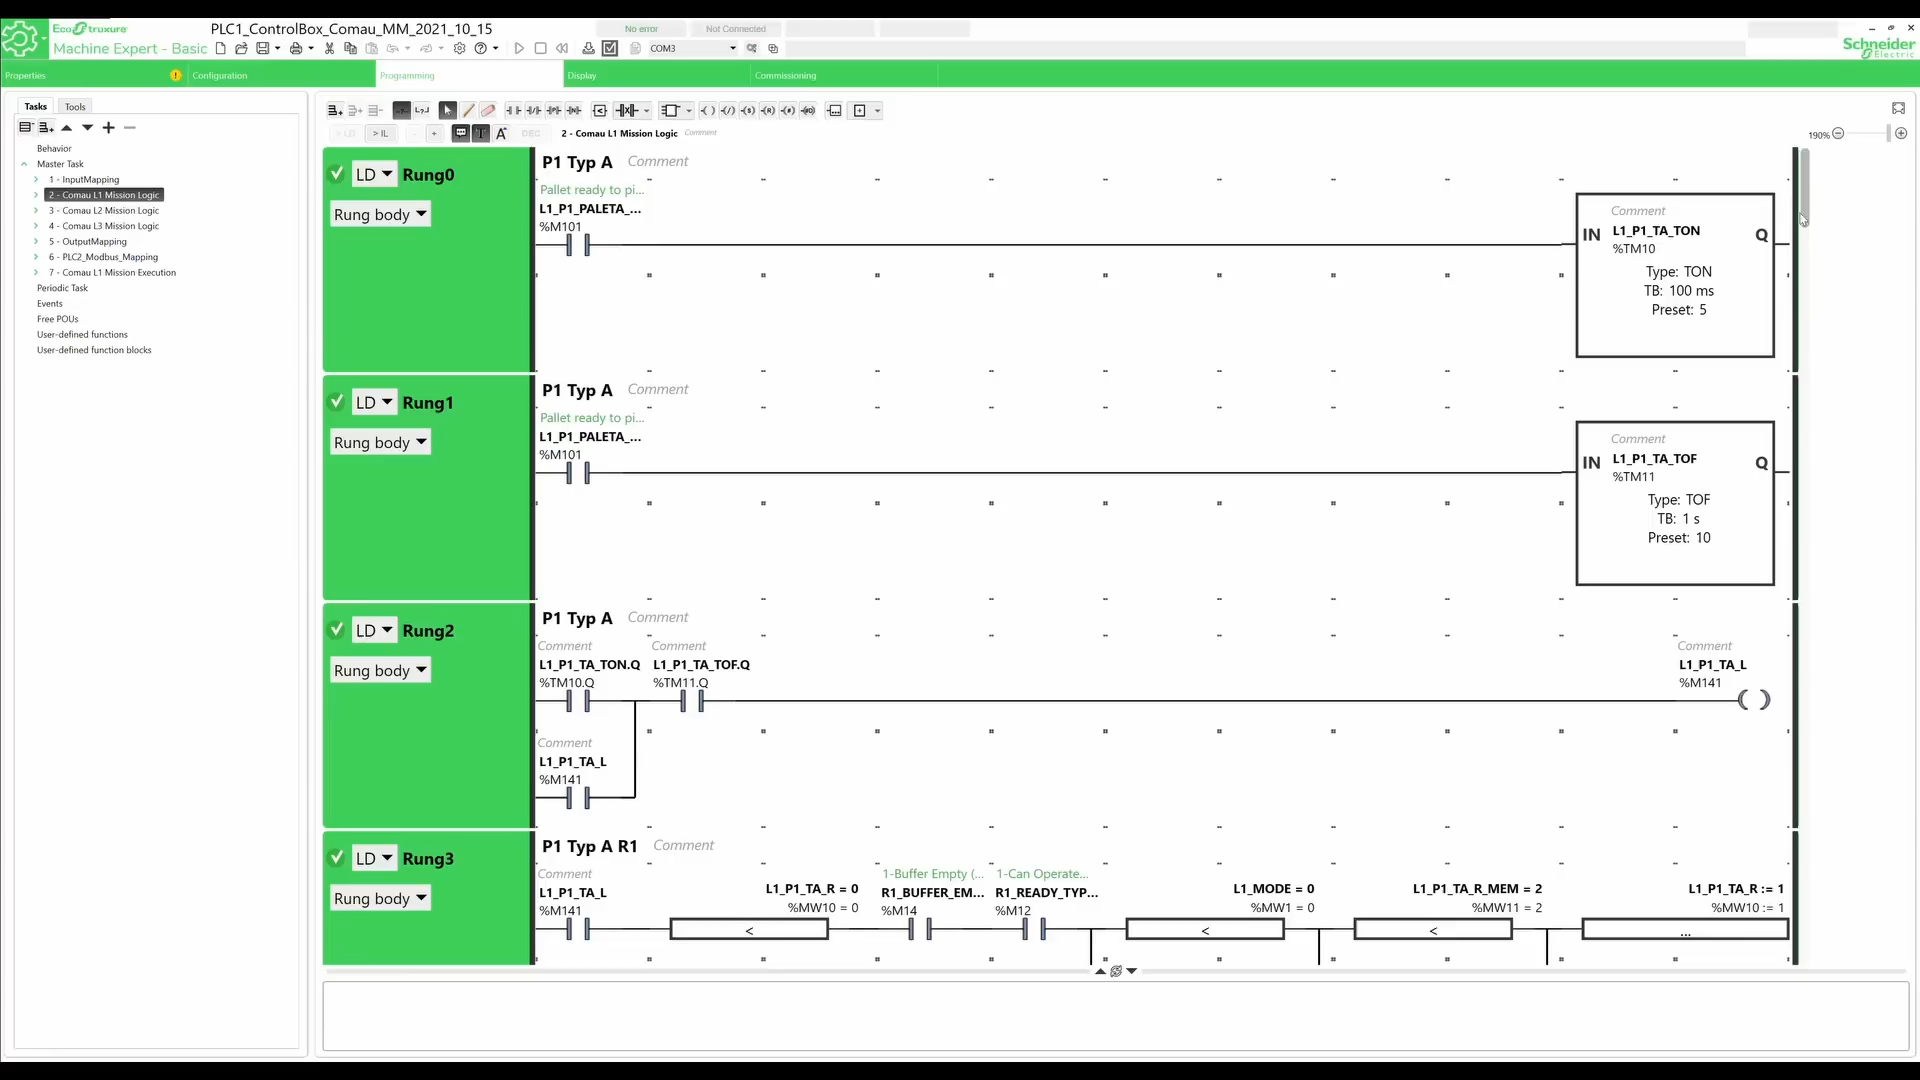 EcoStruxure
Machine Expert - Basic
PLC1_ControlBox_Comau_MM_2021_10_15
No error
Not Connected
COM3
Schneider
Electric
Properties
Configuration
Programming
Display
Commissioning
Tasks
Tools
Behavior
Master Task
1 - InputMapping
2 - Comau L1 Mission Logic
3 - Comau L2 Mission Logic
4 - Comau L3 Mission Logic
5 - OutputMapping
6 - PLC2_Modbus_Mapping
7 - Comau L1 Mission Execution
Periodic Task
Events
Free POUs
User-defined functions
User-defined function blocks
> LD
> IL
- +
DEC
2 - Comau L1 Mission Logic Comment
190%
LD Rung0
Rung body
P1 Typ A Comment
Pallet ready to pi...
L1_P1_PALETA_...
%M101
Comment
IN L1_P1_TA_TON Q
%TM10
Type: TON
TB: 100 ms
Preset: 5
LD Rung1
Rung body
P1 Typ A Comment
Pallet ready to pi...
L1_P1_PALETA_...
%M101
Comment
IN L1_P1_TA_TOF Q
%TM11
Type: TOF
TB: 1 s
Preset: 10
LD Rung2
Rung body
P1 Typ A Comment
Comment Comment Comment
L1_P1_TA_TON.Q L1_P1_TA_TOF.Q L1_P1_TA_L
%TM10.Q %TM11.Q %M141
Comment
L1_P1_TA_L
%M141
LD Rung3
Rung body
P1 Typ A R1 Comment
Comment 1-Buffer Empty (... 1-Can Operate...
L1_P1_TA_L L1_P1_TA_R = 0 R1_BUFFER_EM... R1_READY_TYP... L1_MODE = 0 L1_P1_TA_R_MEM = 2 L1_P1_TA_R := 1
%M141 %MW10 = 0 %M14 %M12 %MW1 = 0 %MW11 = 2 %MW10 := 1
< < < ...